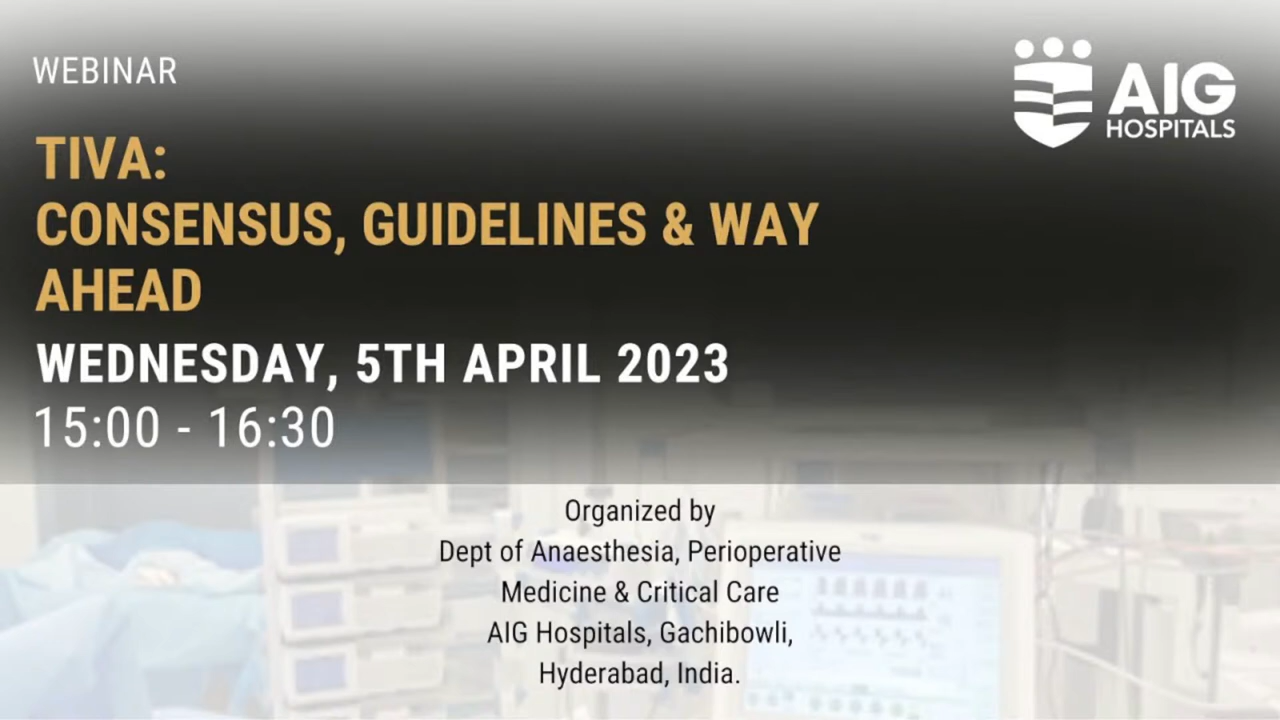 WEBINAR
AIG
HOSPITALS
TIVA:
CONSENSUS, GUIDELINES & WAY
AHEAD
WEDNESDAY, 5TH APRIL 2023
15:00 - 16:30
Organized by
Dept of Anaesthesia, Perioperative
Medicine & Critical Care
AIG Hospitals, Gachibowli,
Hyderabad, India.